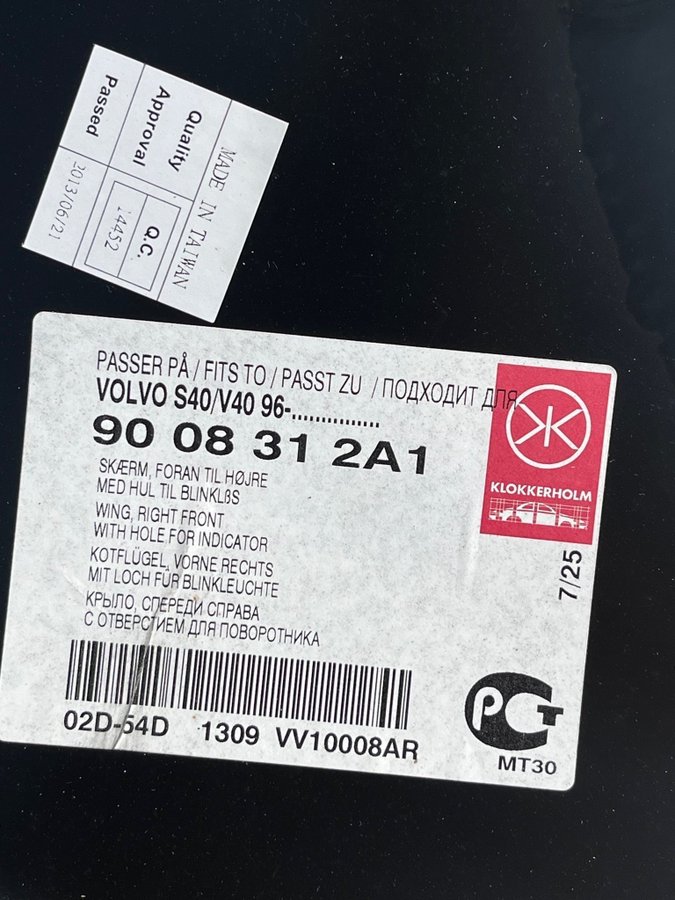 MADE IN TAIWAN
Quality
Approval
Passed
Q.C.
14452
2013/06/21
PASSER PÅ / FITS TO / PASST ZU / ПОДХОДИТ ДЛЯ
VOLVO S40/V40 96-...............
90 08 31 2A1
SKÆRM, FORAN TIL HØJRE
MED HUL TIL BLINKLßS
WING, RIGHT FRONT
WITH HOLE FOR INDICATOR
KOTFLÜGEL, VORNE RECHTS
MIT LOCH FÜR BLINKLEUCHTE
КРЫЛО, СПЕРЕДИ СПРАВА
С ОТВЕРСТИЕМ ДЛЯ ПОВОРОТНИКА
KLOKKERHOLM
7/25
02D-54D 1309 VV10008AR
РСТ
MT30